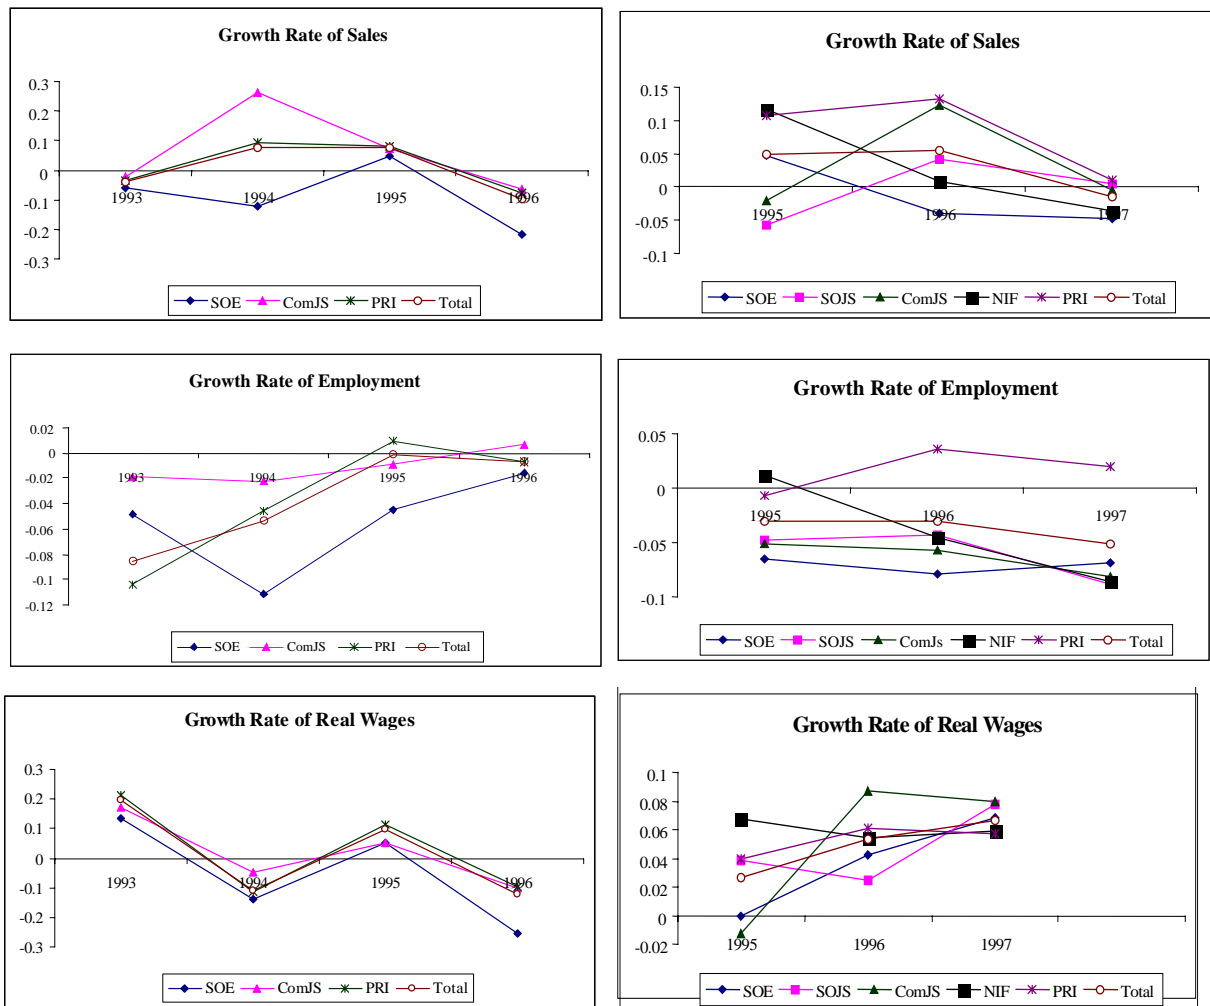 Growth Rate of Sales
0.3
0.2
0.1
0
-0.1
-0.2
-0.3
1993 1994 1995 1996
SOE ComJS PRI Total
Growth Rate of Sales
0.15
0.1
0.05
0
-0.05
-0.1
1995 1996 1997
SOE SOJS ComJS NIF PRI Total
Growth Rate of Employment
0.02
0
-0.02
-0.04
-0.06
-0.08
-0.1
-0.12
1993 1994 1995 1996
SOE ComJS PRI Total
Growth Rate of Employment
0.05
0
-0.05
-0.1
1995 1996 1997
SOE SOJS ComJs NIF PRI Total
Growth Rate of Real Wages
0.3
0.2
0.1
0
-0.1
-0.2
-0.3
1993 1994 1995 1996
SOE ComJS PRI Total
Growth Rate of Real Wages
0.1
0.08
0.06
0.04
0.02
0
-0.02
1995 1996 1997
SOE SOJS ComJS NIF PRI Total